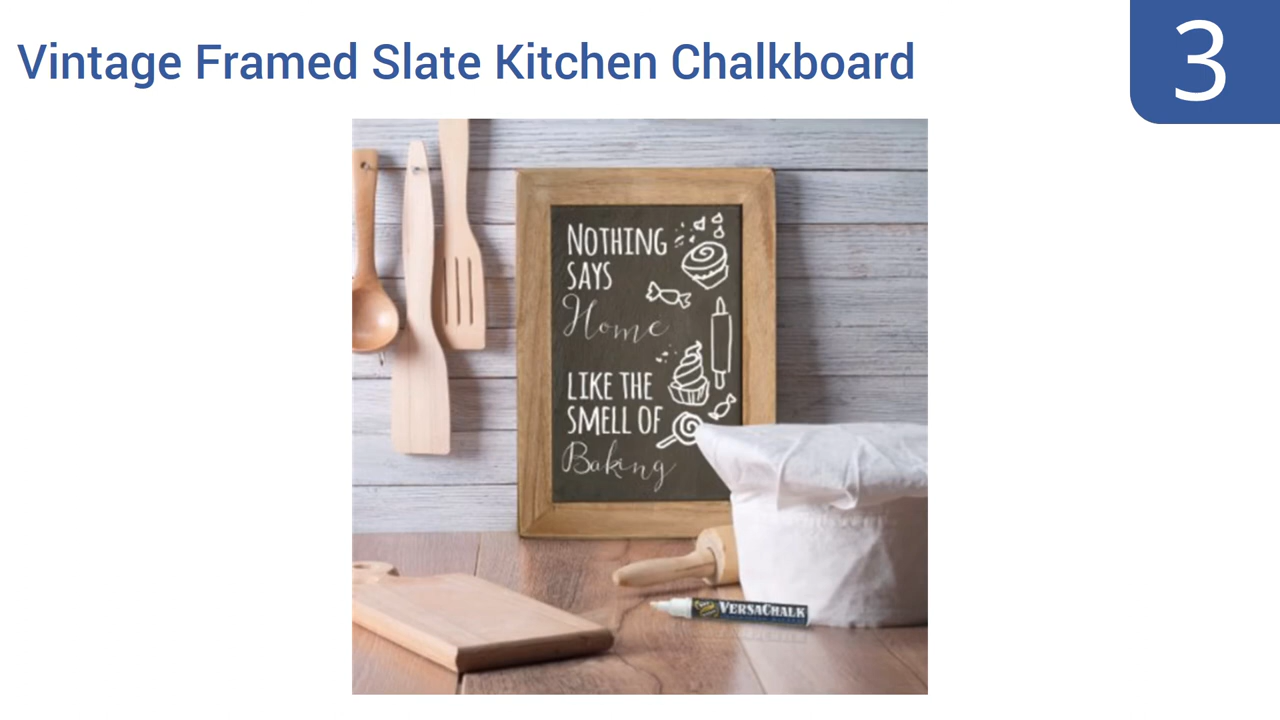 Vintage Framed Slate Kitchen Chalkboard
3
NOTHING
SAYS
Home
LIKE THE
SMELL OF
Baking
VERSACHALK